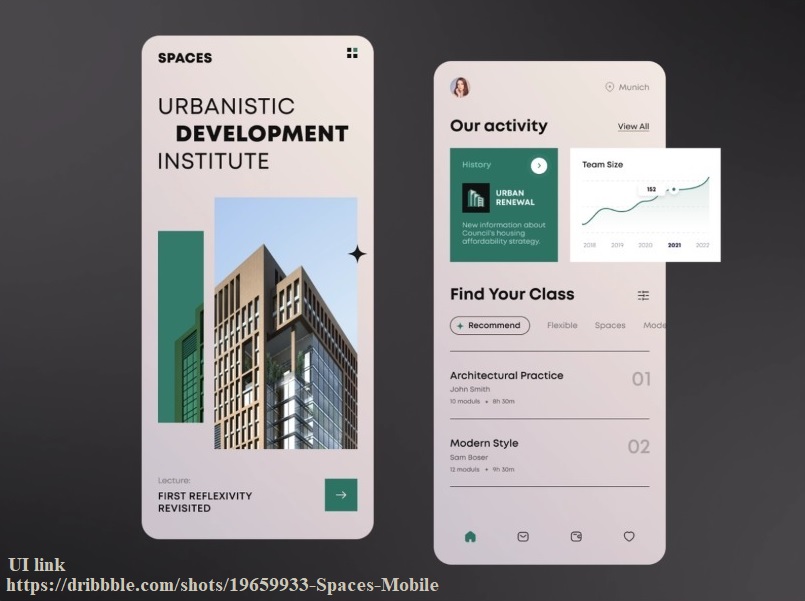 SPACES
URBANISTIC
DEVELOPMENT
INSTITUTE
Lecture:
FIRST REFLEXIVITY
REVISITED
Munich
Our activity
View All
History
URBAN
RENEWAL
New information about
Council's housing
affordability strategy.
Team Size
152
2018 2019 2020 2021 2022
Find Your Class
Recommend Flexible Spaces Mode
Architectural Practice
01
John Smith
10 moduls • 8h 30m
Modern Style
02
Sam Boser
12 moduls • 9h 30m
UI link
https://dribbble.com/shots/19659933-Spaces-Mobile